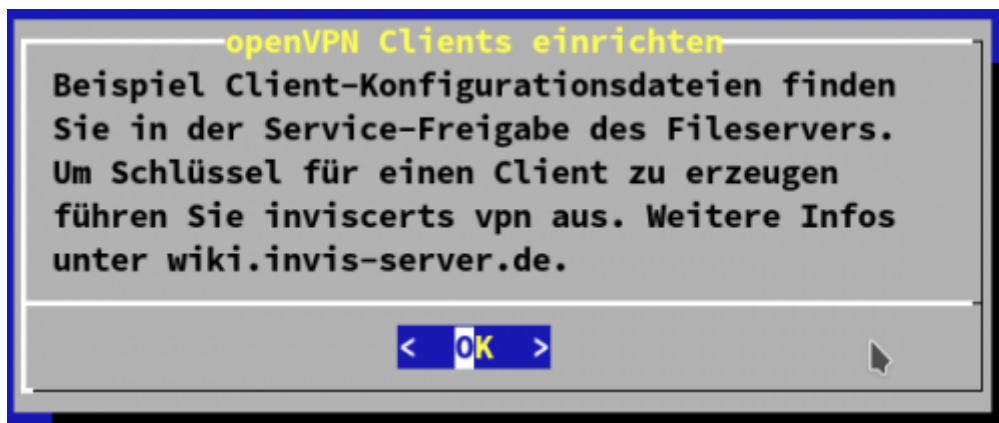 openVPN Clients einrichten
Beispiel Client-Konfigurationsdateien finden
Sie in der Service-Freigabe des Fileservers.
Um Schlüssel für einen Client zu erzeugen
führen Sie inviscerts vpn aus. Weitere Infos
unter wiki.invis-server.de.
< OK >